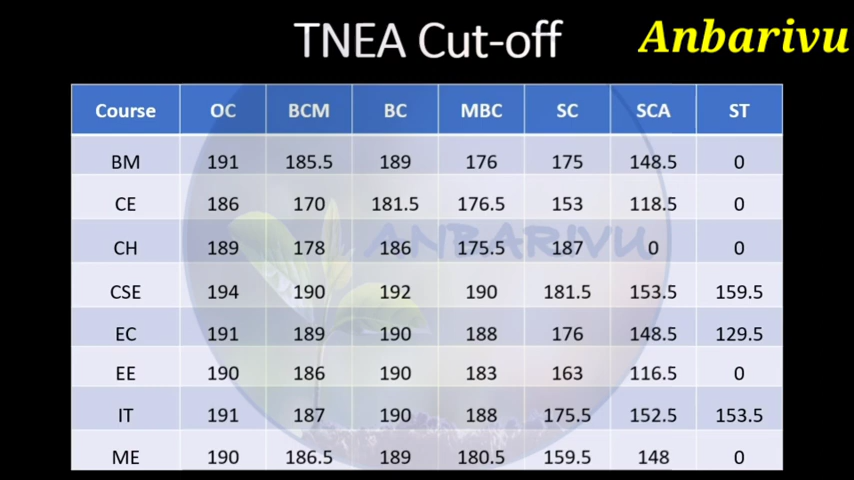 TNEA Cut-off
Anbarivu
Course OC BCM BC MBC SC SCA ST
BM 191 185.5 189 176 175 148.5 0
CE 186 170 181.5 176.5 153 118.5 0
CH 189 178 186 175.5 187 0 0
ANBARIVU
CSE 194 190 192 190 181.5 153.5 159.5
EC 191 189 190 188 176 148.5 129.5
EE 190 186 190 183 163 116.5 0
IT 191 187 190 188 175.5 152.5 153.5
ME 190 186.5 189 180.5 159.5 148 0